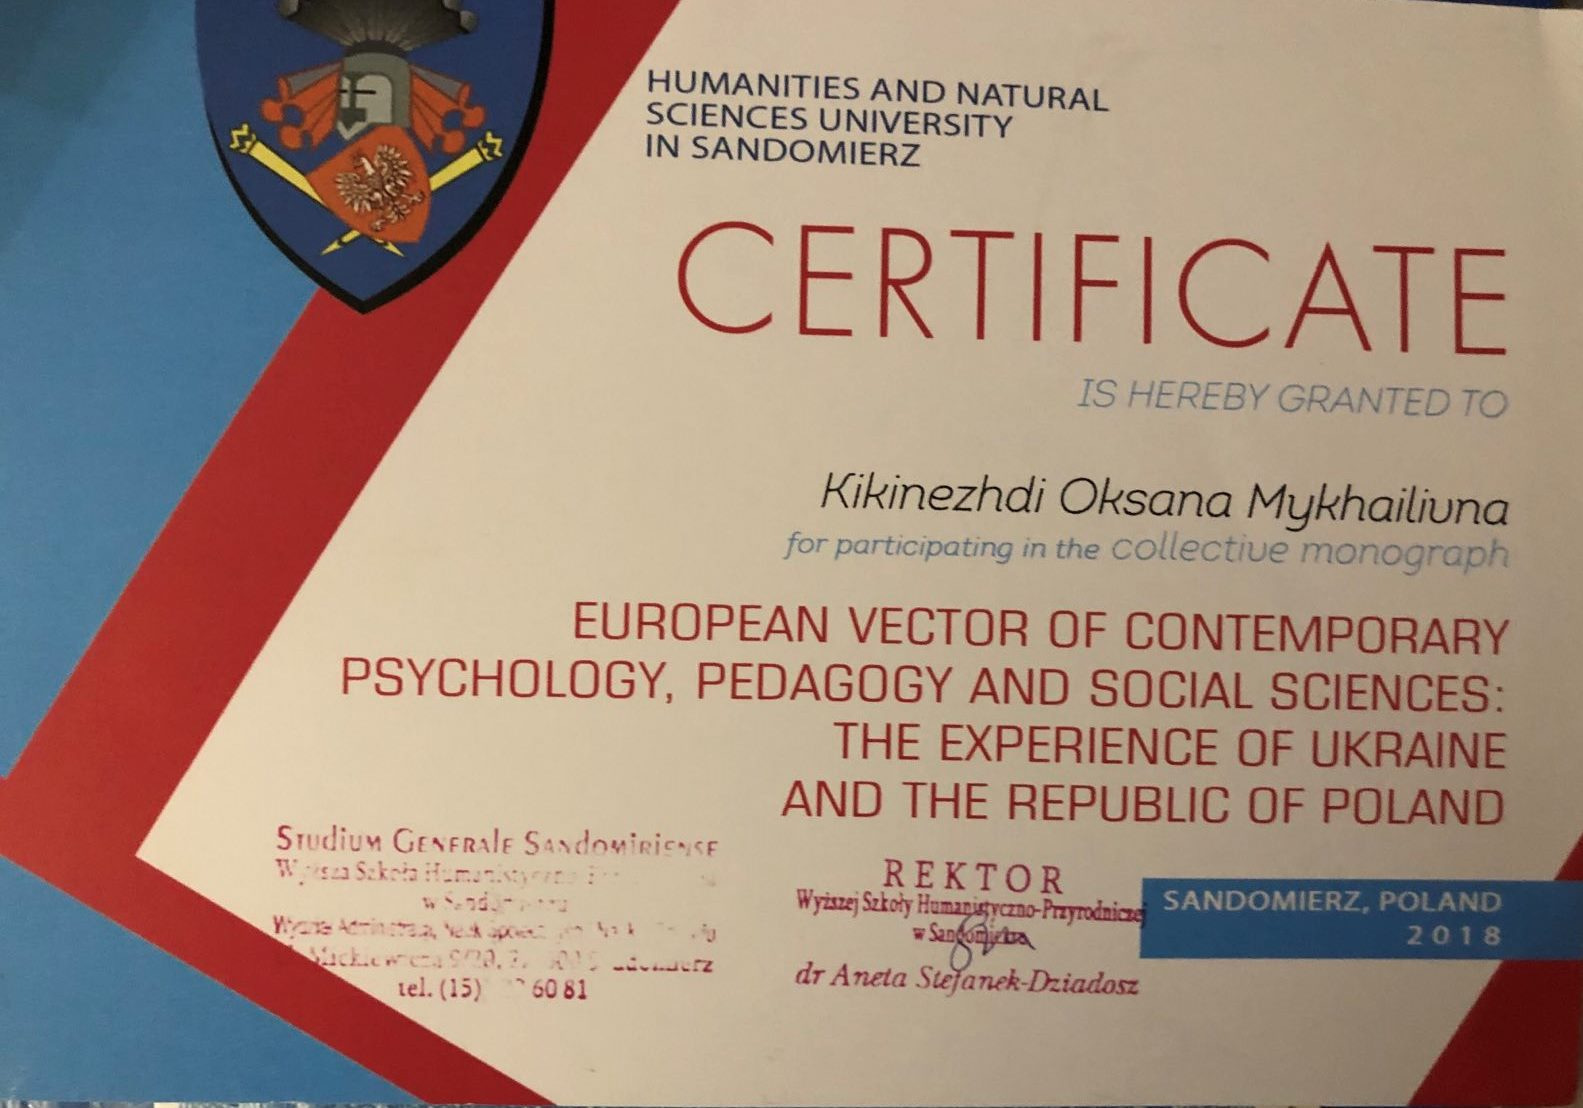 HUMANITIES AND NATURAL
SCIENCES UNIVERSITY
IN SANDOMIERZ
CERTIFICATE
IS HEREBY GRANTED TO
Kikinezhdi Oksana Mykhailivna
for participating in the collective monograph
EUROPEAN VECTOR OF CONTEMPORARY
PSYCHOLOGY, PEDAGOGY AND SOCIAL SCIENCES:
THE EXPERIENCE OF UKRAINE
AND THE REPUBLIC OF POLAND
Studium Generale Sandomiriense
Szkoła
tel. (15) 60 81
REKTOR
Wyższej Szkoły Humanistyczno-Przyrodniczej
w Sandomierzu
dr Aneta Stefanek-Dziadosz
SANDOMIERZ, POLAND
2018